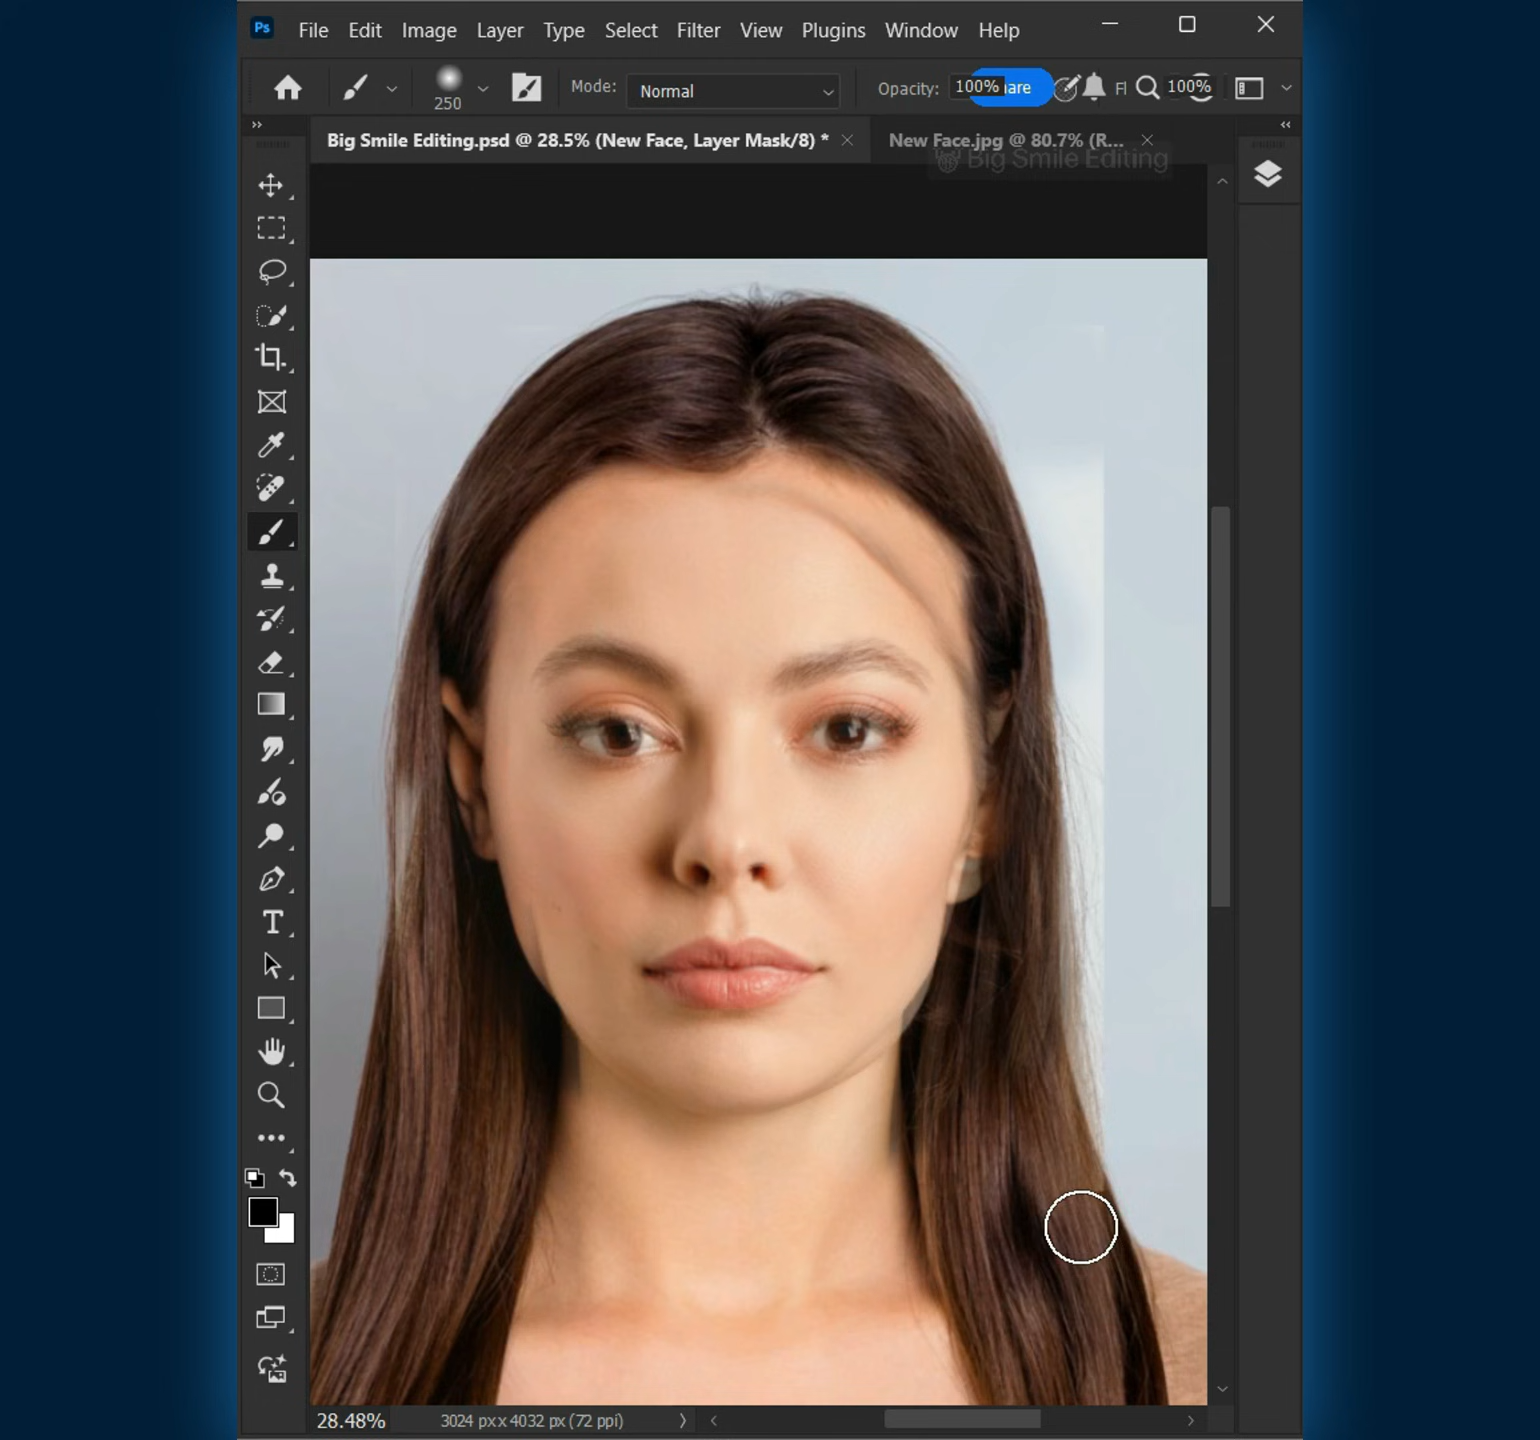 Ps File Edit Image Layer Type Select Filter View Plugins Window Help
250 Mode: Normal Opacity: 100% are Fl 100%
Big Smile Editing.psd @ 28.5% (New Face, Layer Mask/8) * New Face.jpg @ 80.7% (R...
Big Smile Editing
28.48% 3024 px x 4032 px (72 ppi)